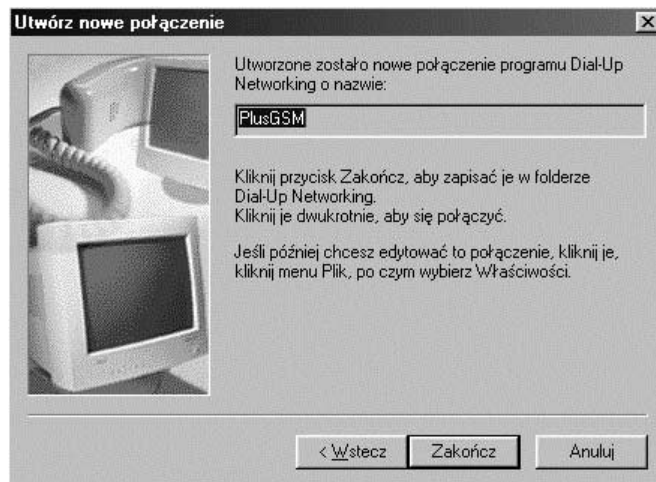 Utwórz nowe połączenie
Utworzone zostało nowe połączenie programu Dial-Up
Networking o nazwie:
PlusGSM
Kliknij przycisk Zakończ, aby zapisać je w folderze
Dial-Up Networking.
Kliknij je dwukrotnie, aby się połączyć.
Jeśli później chcesz edytować to połączenie, kliknij je,
kliknij menu Plik, po czym wybierz Właściwości.
< Wstecz
Zakończ
Anuluj